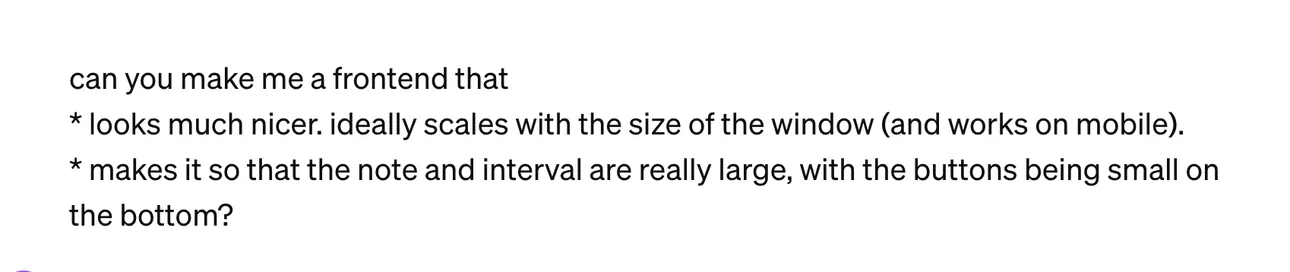 can you make me a frontend that
* looks much nicer. ideally scales with the size of the window (and works on mobile).
* makes it so that the note and interval are really large, with the buttons being small on
the bottom?